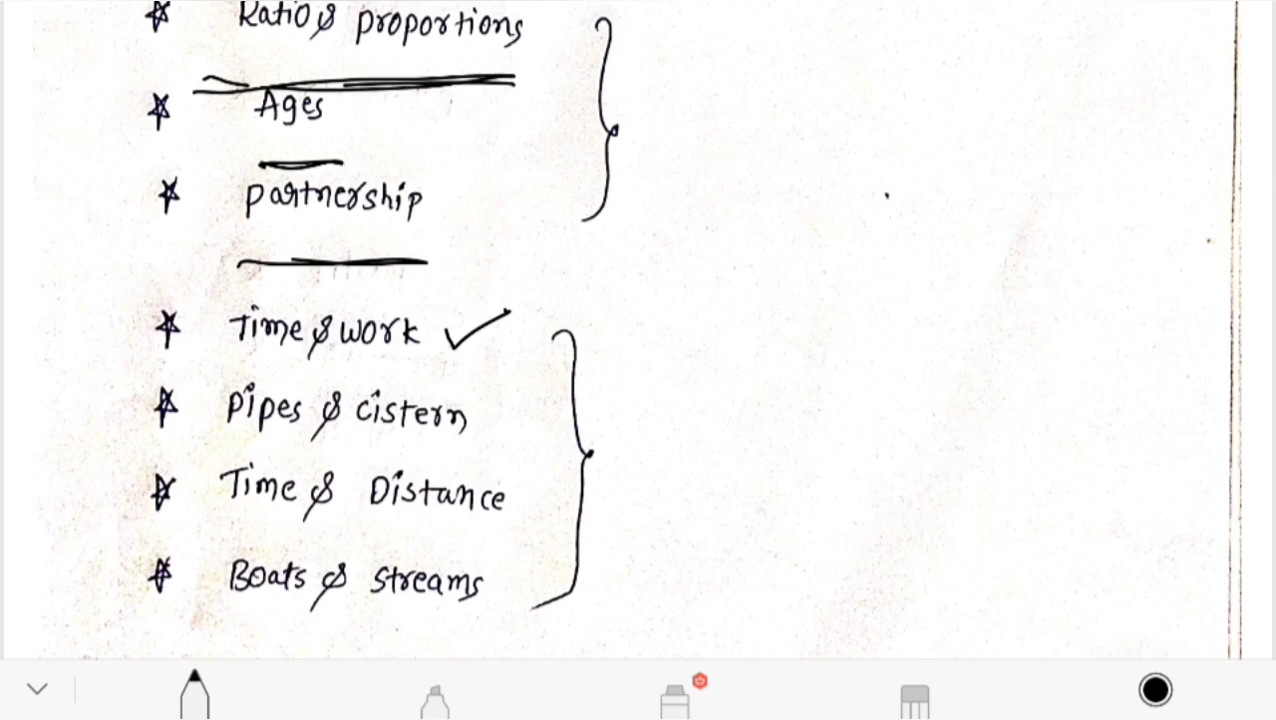 Ratio & proportions
Ages
partnership
Time & work
Pipes & cistern
Time & Distance
Boats & streams